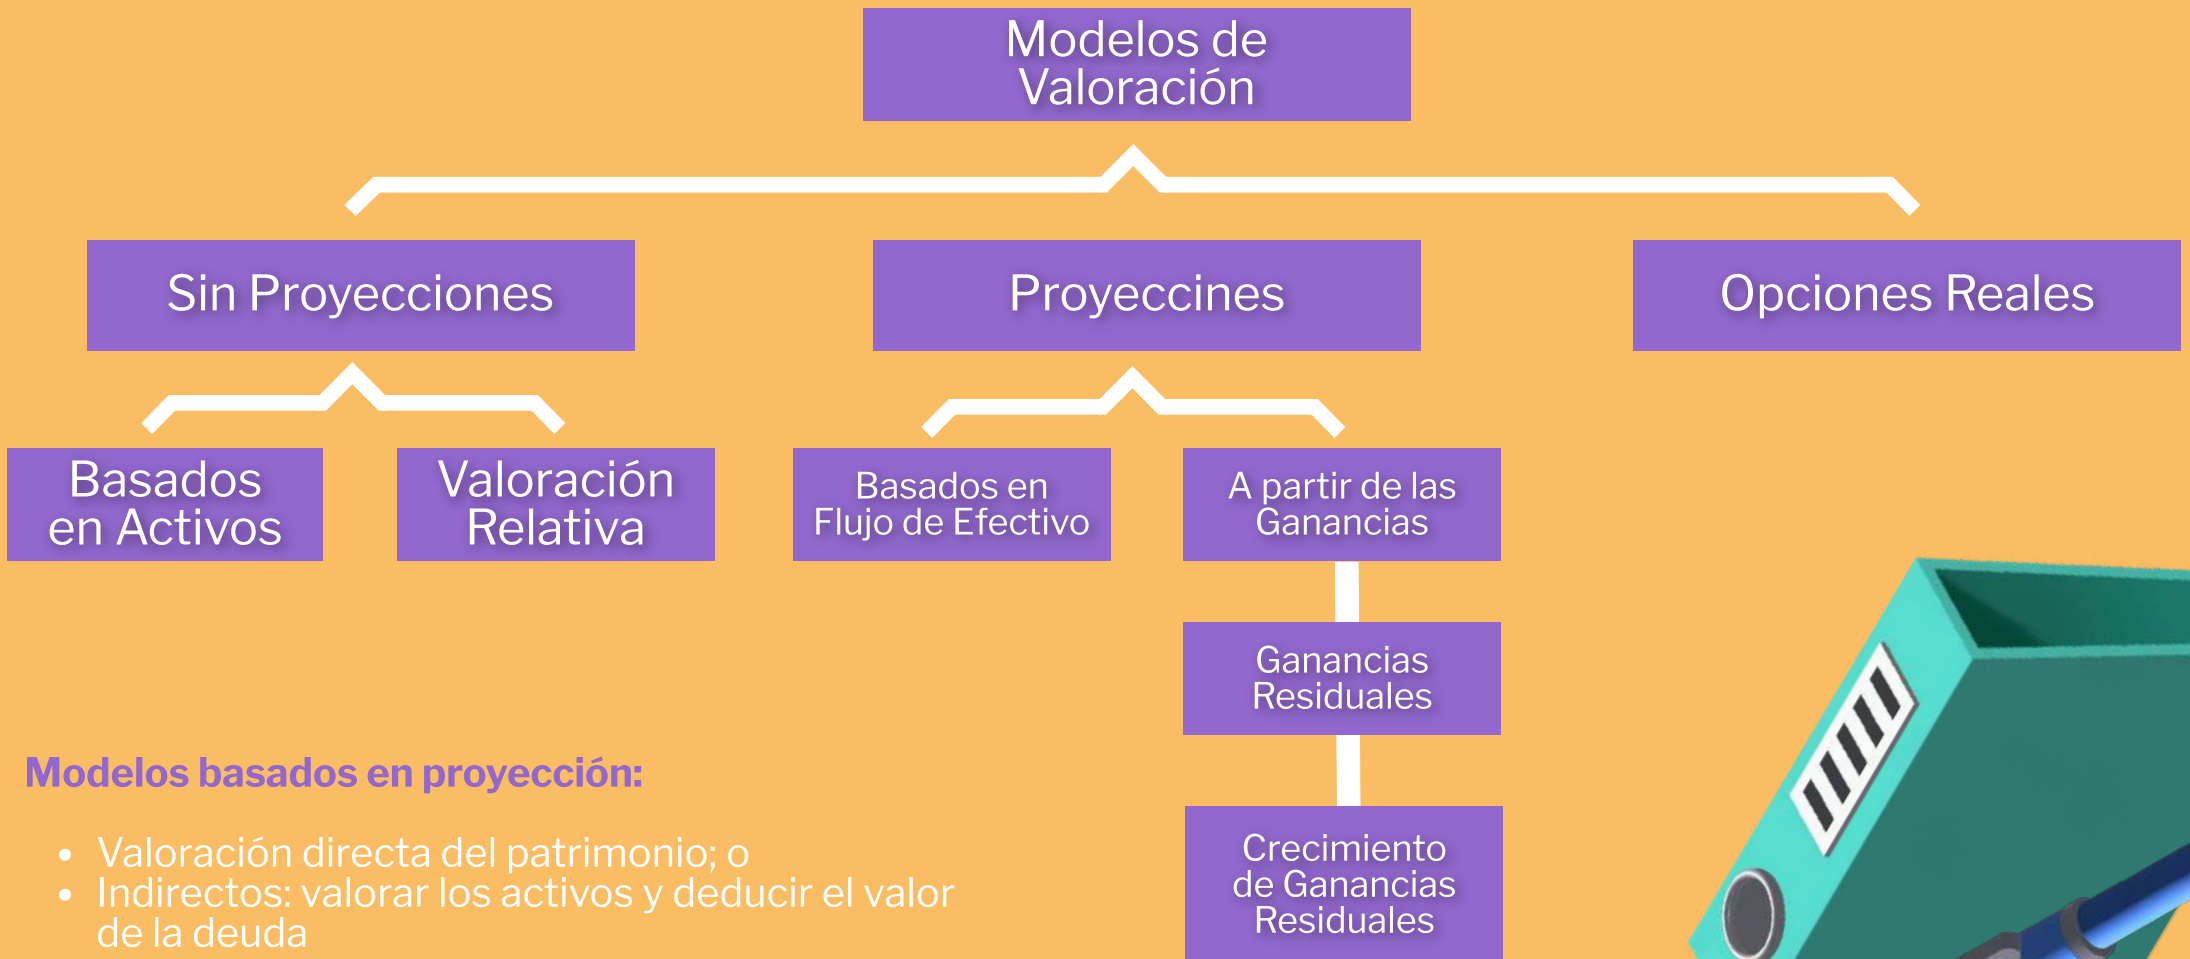 Modelos de
Valoración
Sin Proyecciones
Proyeccines
Opciones Reales
Basados
en Activos
Valoración
Relativa
Basados en
Flujo de Efectivo
A partir de las
Ganancias
Ganancias
Residuales
Crecimiento
de Ganancias
Residuales
Modelos basados en proyección:
• Valoración directa del patrimonio; o
• Indirectos: valorar los activos y deducir el valor
de la deuda